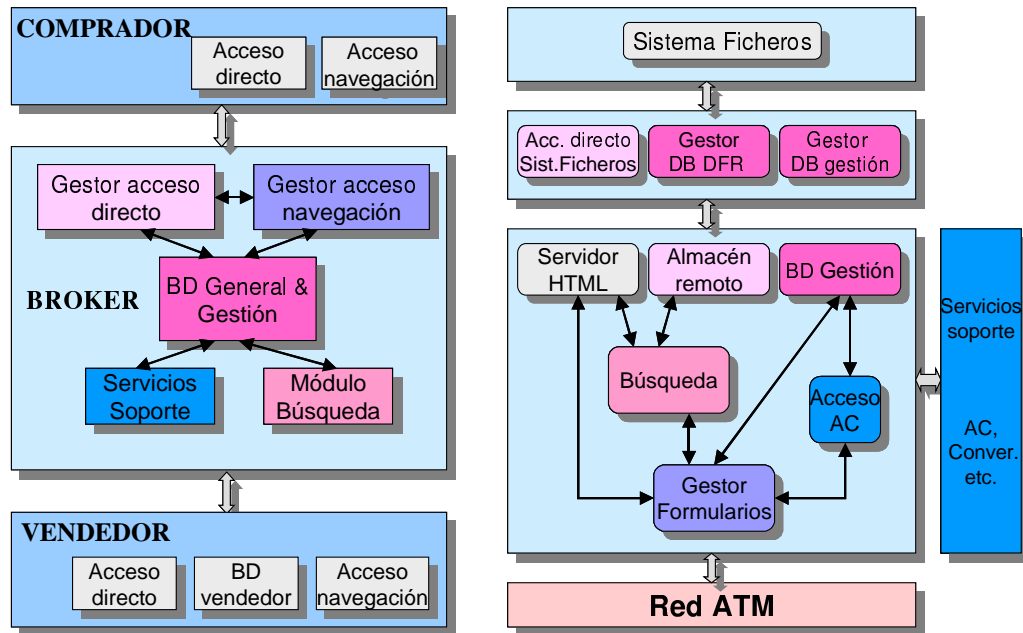 COMPRADOR
Acceso
directo
Acceso
navegación
Gestor acceso
directo
Gestor acceso
navegación
BROKER
BD General &
Gestión
Servicios
Soporte
Módulo
Búsqueda
VENDEDOR
Acceso
directo
BD
vendedor
Acceso
navegación
Sistema Ficheros
Acc. directo
Sist.Ficheros
Gestor
DB DFR
Gestor
DB gestión
Servidor
HTML
Almacén
remoto
BD Gestión
Búsqueda
Acceso
AC
Gestor
Formularios
Servicios
soporte
AC,
Conver.
etc.
Red ATM